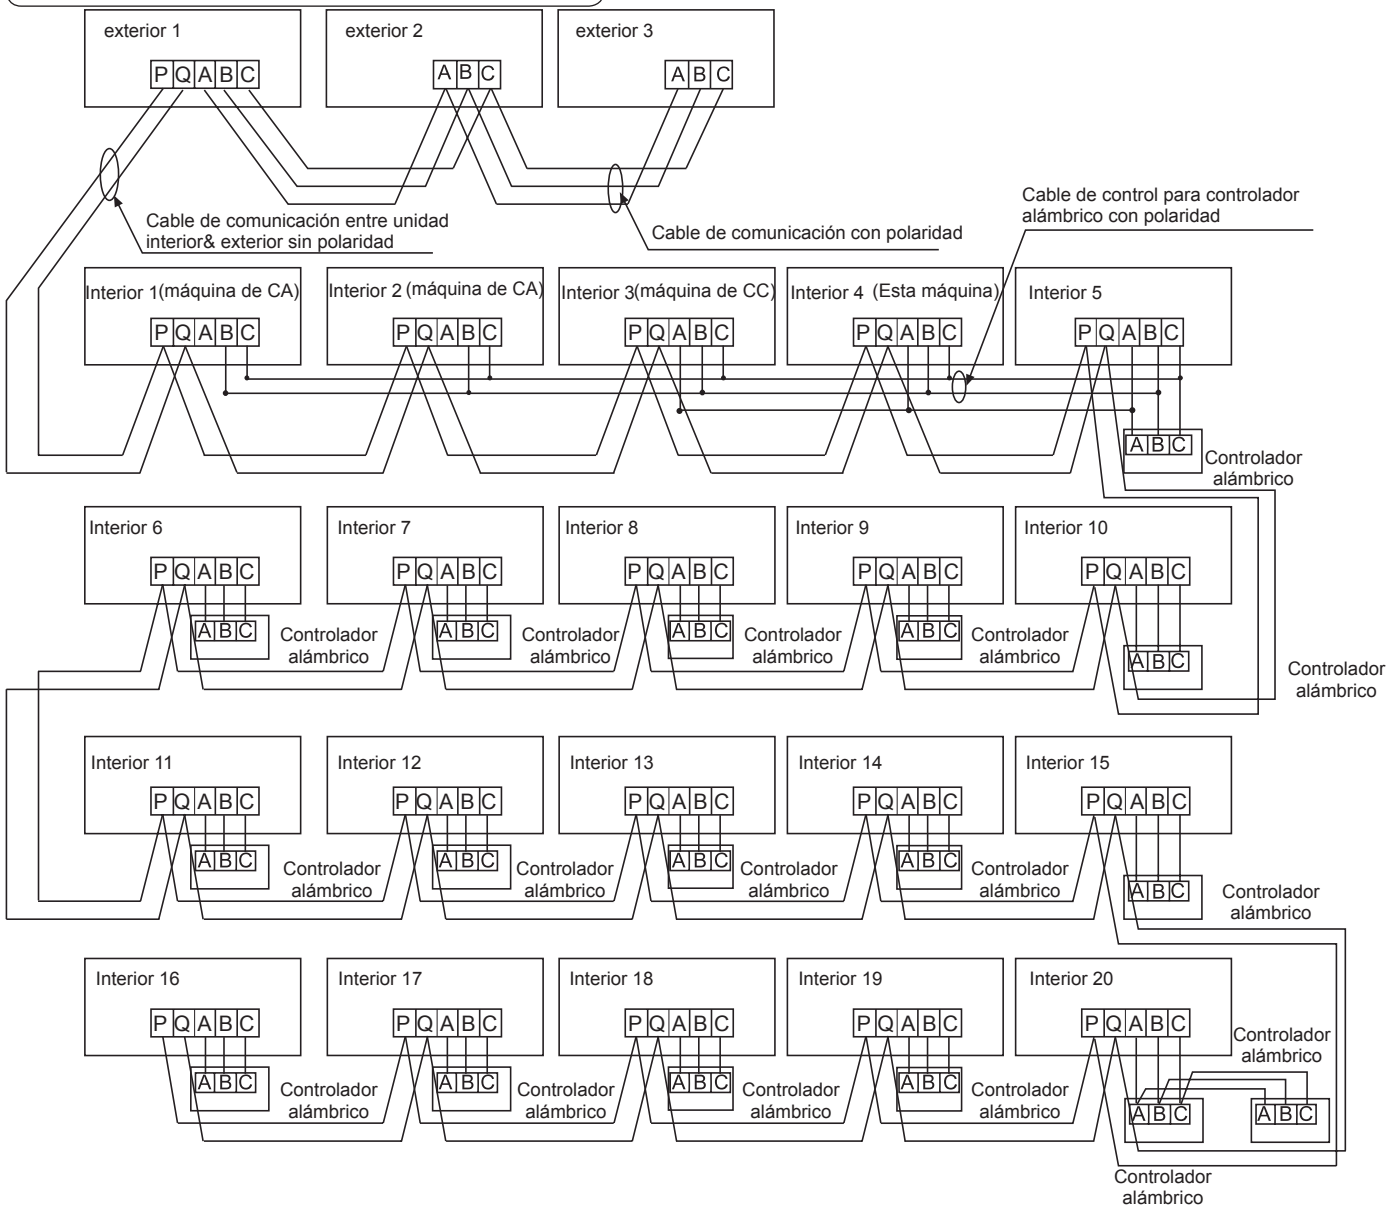 exterior 1
exterior 2
exterior 3
P Q A B C
A B C
A B C
Cable de comunicación entre unidad
interior& exterior sin polaridad
Cable de comunicación con polaridad
Cable de control para controlador
alámbrico con polaridad
Interior 1(máquina de CA)
Interior 2 (máquina de CA)
Interior 3(máquina de CC)
Interior 4 (Esta máquina)
Interior 5
P Q A B C
P Q A B C
P Q A B C
P Q A B C
P Q A B C
A B C
Controlador
alámbrico
Interior 6
Interior 7
Interior 8
Interior 9
Interior 10
P Q A B C
P Q A B C
P Q A B C
P Q A B C
P Q A B C
A B C
Controlador
alámbrico
A B C
Controlador
alámbrico
A B C
Controlador
alámbrico
A B C
Controlador
alámbrico
A B C
Controlador
alámbrico
Interior 11
Interior 12
Interior 13
Interior 14
Interior 15
P Q A B C
P Q A B C
P Q A B C
P Q A B C
P Q A B C
A B C
Controlador
alámbrico
A B C
Controlador
alámbrico
A B C
Controlador
alámbrico
A B C
Controlador
alámbrico
A B C
Controlador
alámbrico
Interior 16
Interior 17
Interior 18
Interior 19
Interior 20
P Q A B C
P Q A B C
P Q A B C
P Q A B C
P Q A B C
A B C
Controlador
alámbrico
A B C
Controlador
alámbrico
A B C
Controlador
alámbrico
A B C
Controlador
alámbrico
Controlador
alámbrico
A B C
A B C
Controlador
alámbrico